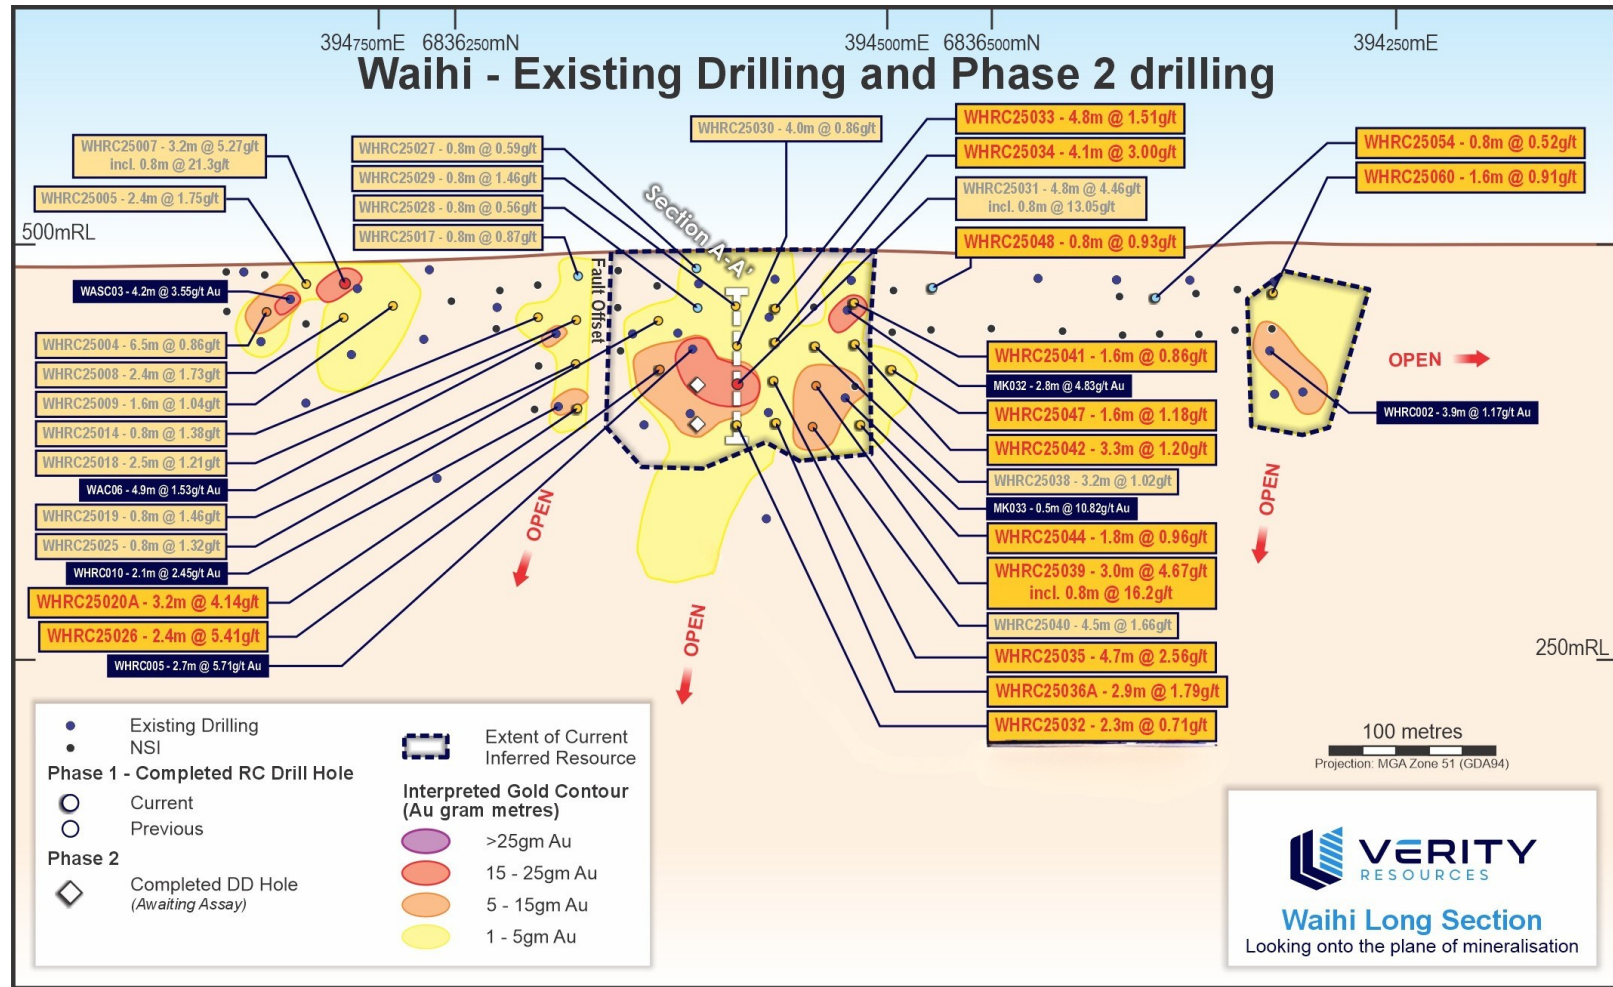 394750mE 6836250mN 394500mE 6836500mN 394250mE
Waihi - Existing Drilling and Phase 2 drilling
WHRC25007 - 3.2m @ 5.27g/t
incl. 0.8m @ 21.3g/t
WHRC25005 - 2.4m @ 1.75g/t
500mRL
WASC03 - 4.2m @ 3.55g/t Au
WHRC25004 - 6.5m @ 0.86g/t
WHRC25008 - 2.4m @ 1.73g/t
WHRC25009 - 1.6m @ 1.04g/t
WHRC25014 - 0.8m @ 1.38g/t
WHRC25018 - 2.5m @ 1.21g/t
WAC06 - 4.9m @ 1.53g/t Au
WHRC25019 - 0.8m @ 1.46g/t
WHRC25025 - 0.8m @ 1.32g/t
WHRC010 - 2.1m @ 2.45g/t Au
WHRC25020A - 3.2m @ 4.14g/t
WHRC25026 - 2.4m @ 5.41g/t
WHRC005 - 2.7m @ 5.71g/t Au
WHRC25027 - 0.8m @ 0.59g/t
WHRC25029 - 0.8m @ 1.46g/t
WHRC25028 - 0.8m @ 0.56g/t
WHRC25017 - 0.8m @ 0.87g/t
Fault Offset
Section A-A'
WHRC25030 - 4.0m @ 0.86g/t
WHRC25033 - 4.8m @ 1.51g/t
WHRC25034 - 4.1m @ 3.00g/t
WHRC25031 - 4.8m @ 4.46g/t
incl. 0.8m @ 13.05g/t
WHRC25048 - 0.8m @ 0.93g/t
WHRC25054 - 0.8m @ 0.52g/t
WHRC25060 - 1.6m @ 0.91g/t
WHRC25041 - 1.6m @ 0.86g/t
MK032 - 2.8m @ 4.83g/t Au
WHRC25047 - 1.6m @ 1.18g/t
WHRC25042 - 3.3m @ 1.20g/t
WHRC25038 - 3.2m @ 1.02g/t
MK033 - 0.5m @ 10.82g/t Au
WHRC25044 - 1.8m @ 0.96g/t
WHRC25039 - 3.0m @ 4.67g/t
incl. 0.8m @ 16.2g/t
WHRC25040 - 4.5m @ 1.66g/t
WHRC25035 - 4.7m @ 2.56g/t
WHRC25036A - 2.9m @ 1.79g/t
WHRC25032 - 2.3m @ 0.71g/t
OPEN
WHRC002 - 3.9m @ 1.17g/t Au
OPEN
OPEN
OPEN
250mRL
Existing Drilling
NSI
Phase 1 - Completed RC Drill Hole
Current
Previous
Phase 2
Completed DD Hole
(Awaiting Assay)
Extent of Current
Inferred Resource
Interpreted Gold Contour
(Au gram metres)
>25gm Au
15 - 25gm Au
5 - 15gm Au
1 - 5gm Au
100 metres
Projection: MGA Zone 51 (GDA94)
VERITY
RESOURCES
Waihi Long Section
Looking onto the plane of mineralisation